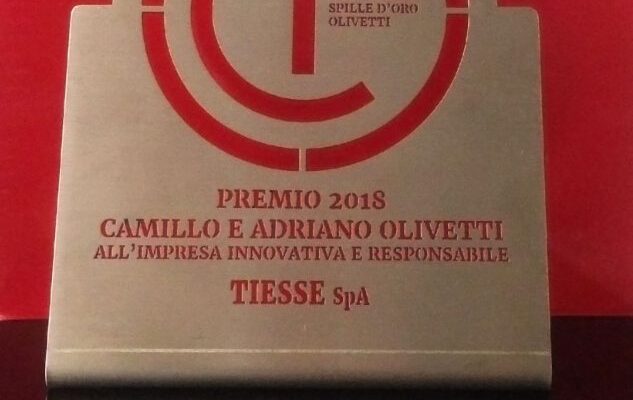 SPILLE D'ORO
OLIVETTI
PREMIO 2018
CAMILLO E ADRIANO OLIVETTI
ALL'IMPRESA INNOVATIVA E RESPONSABILE
TIESSE SpA